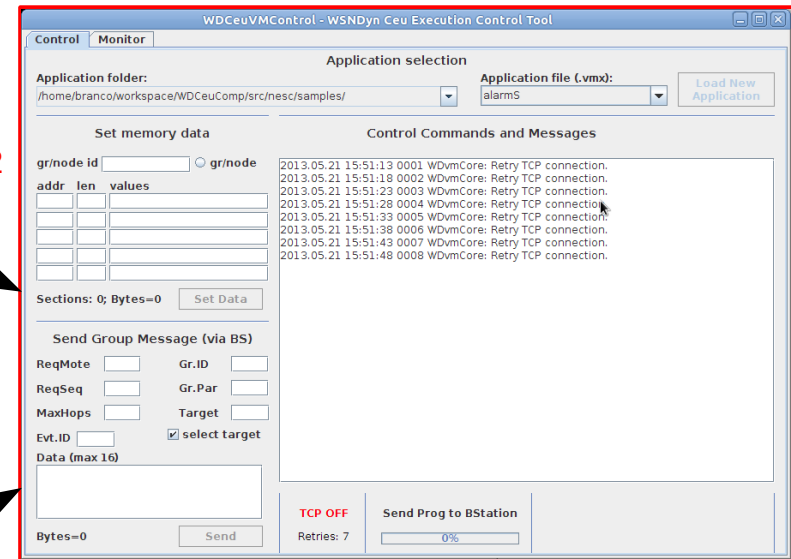 WDCeuVMControl - WSNDyn Ceu Execution Control Tool
Control Monitor
Application selection
Application folder: Application file (.vmx):
/home/branco/workspace/WDCeuComp/src/nesc/samples/ alarmS Load New Application
Set memory data
gr/node id gr/node
addr len values
Sections: 0; Bytes=0 Set Data
Control Commands and Messages
2013.05.21 15:51:13 0001 WDvmCore: Retry TCP connection.
2013.05.21 15:51:18 0002 WDvmCore: Retry TCP connection.
2013.05.21 15:51:23 0003 WDvmCore: Retry TCP connection.
2013.05.21 15:51:28 0004 WDvmCore: Retry TCP connection.
2013.05.21 15:51:33 0005 WDvmCore: Retry TCP connection.
2013.05.21 15:51:38 0006 WDvmCore: Retry TCP connection.
2013.05.21 15:51:43 0007 WDvmCore: Retry TCP connection.
2013.05.21 15:51:48 0008 WDvmCore: Retry TCP connection.
Send Group Message (via BS)
ReqMote Gr.ID
ReqSeq Gr.Par
MaxHops Target
Evt.ID select target
Data (max 16)
Bytes=0 Send
TCP OFF
Retries: 7
Send Prog to BStation
0%